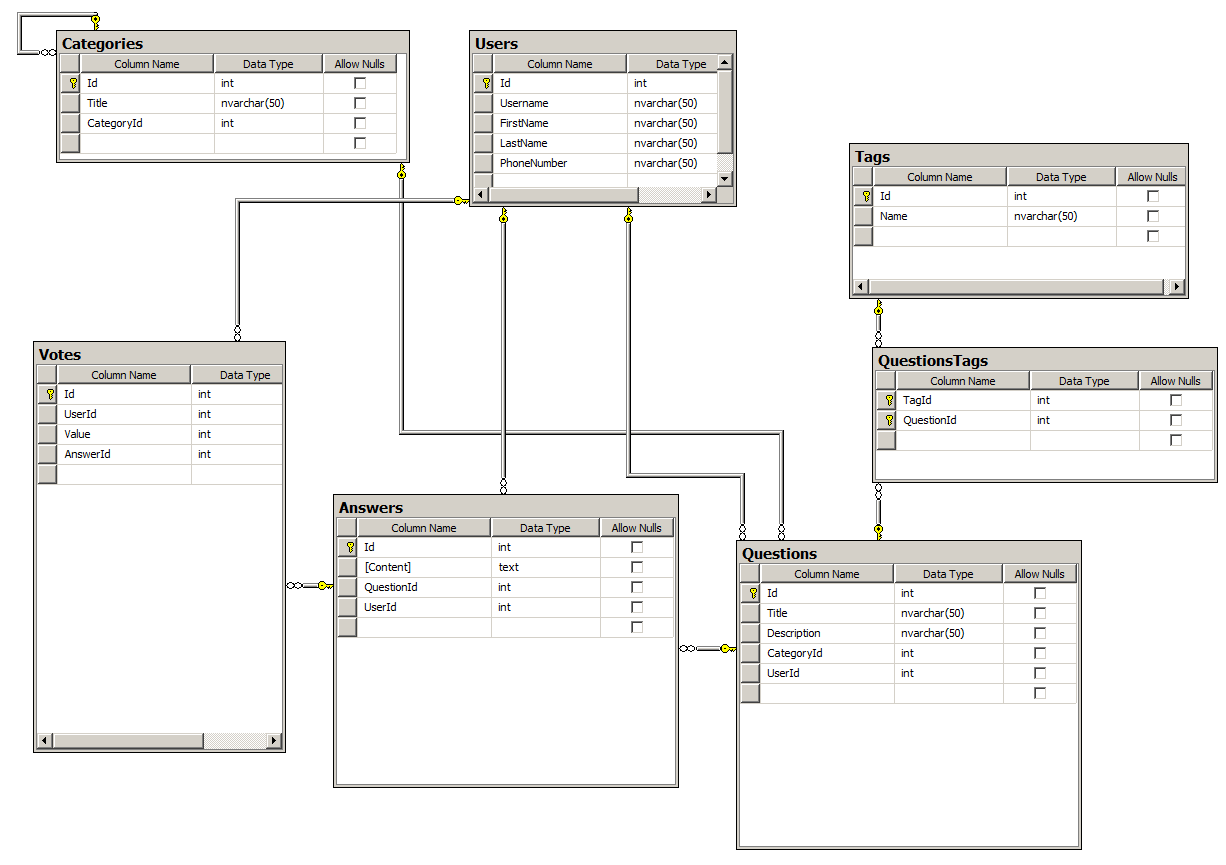 Categories
Column Name Data Type Allow Nulls
Id int
Title nvarchar(50)
CategoryId int
Users
Column Name Data Type
Id int
Username nvarchar(50)
FirstName nvarchar(50)
LastName nvarchar(50)
PhoneNumber nvarchar(50)
Tags
Column Name Data Type Allow Nulls
Id int
Name nvarchar(50)
Votes
Column Name Data Type
Id int
UserId int
Value int
AnswerId int
QuestionsTags
Column Name Data Type Allow Nulls
TagId int
QuestionId int
Answers
Column Name Data Type Allow Nulls
Id int
[Content] text
QuestionId int
UserId int
Questions
Column Name Data Type Allow Nulls
Id int
Title nvarchar(50)
Description nvarchar(50)
CategoryId int
UserId int